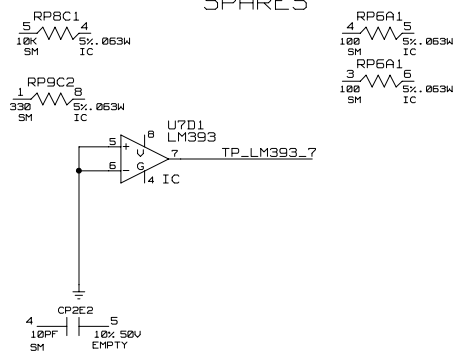 SPARES
RP8C1
5 4
10K 5%.063W
SM IC
RP9C2
1 8
330 5%.063W
SM IC
RP6A1
4 5
100 5%.063W
SM IC
RP6A1
3 6
100 5%.063W
SM IC
U7D1
LM393
8
5 + V
7 TP_LM393_7
6 - G
4 IC
CP2E2
4 5
10PF 10% 50V
SM EMPTY